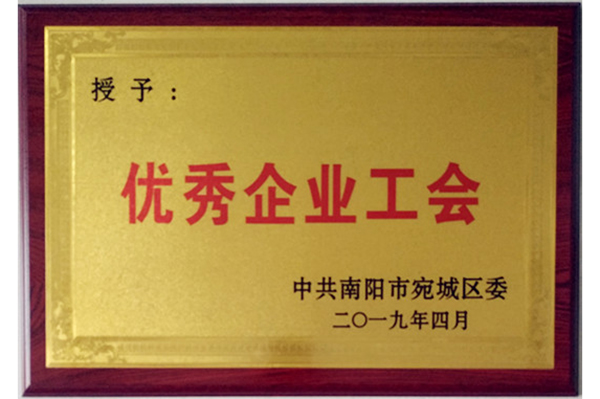 授予：
优秀企业工会
中共南阳市宛城区委
二〇一九年四月